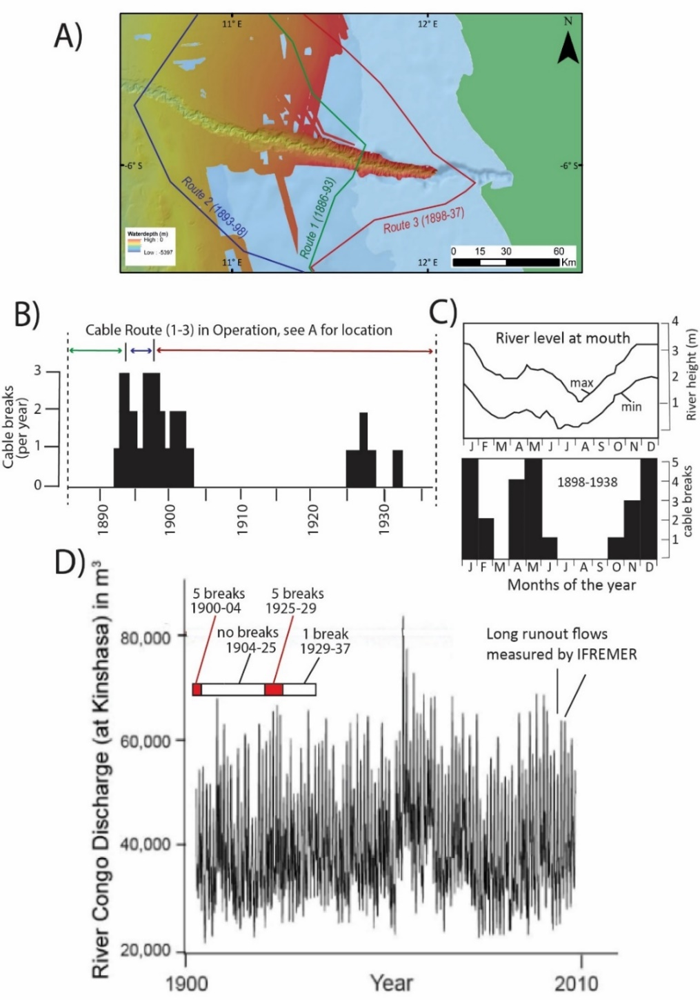 A)
11° E
12° E
N
-6° S
-6° S
Route 2 (1893-98)
Route 1 (1886-93)
Route 3 (1898-37)
Waterdepth (m)
High : 0
Low : -5397
11° E
12° E
0 15 30 60
Km
B)
Cable Route (1-3) in Operation, see A for location
Cable breaks
(per year)
3
2
1
0
1890
1900
1910
1920
1930
C)
River level at mouth
max
min
4
3
2
1
River height (m)
J F M A M J J A S O N D
1898-1938
5
4
3
2
1
cable breaks
J F M A M J J A S O N D
Months of the year
D)
River Congo Discharge (at Kinshasa) in m³
5 breaks
1900-04
5 breaks
1925-29
no breaks
1904-25
1 break
1929-37
Long runout flows
measured by IFREMER
80,000
60,000
40,000
20,000
1900
Year
2010